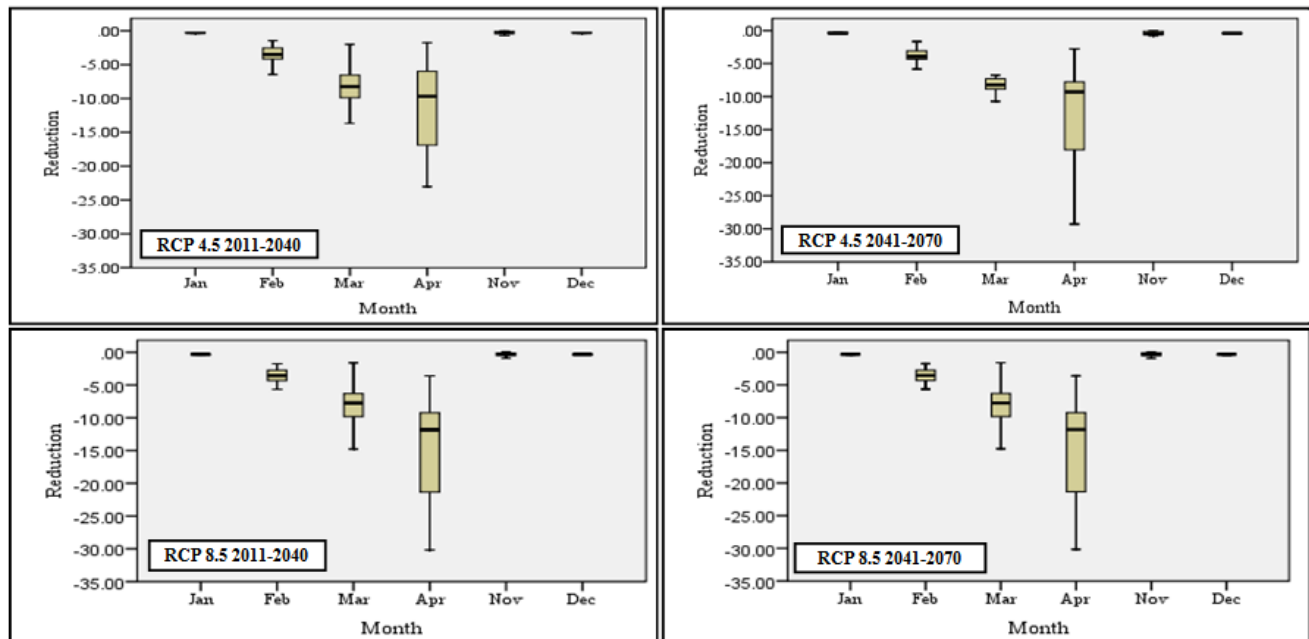 .00
-5.00
-10.00
-15.00
-20.00
-25.00
-30.00
-35.00
Reduction
RCP 4.5 2011-2040
Jan Feb Mar Apr Nov Dec
Month
.00
-5.00
-10.00
-15.00
-20.00
-25.00
-30.00
-35.00
Reduction
RCP 4.5 2041-2070
Jan Feb Mar Apr Nov Dec
Month
.00
-5.00
-10.00
-15.00
-20.00
-25.00
-30.00
-35.00
Reduction
RCP 8.5 2011-2040
Jan Feb Mar Apr Nov Dec
Month
.00
-5.00
-10.00
-15.00
-20.00
-25.00
-30.00
-35.00
Reduction
RCP 8.5 2041-2070
Jan Feb Mar Apr Nov Dec
Month